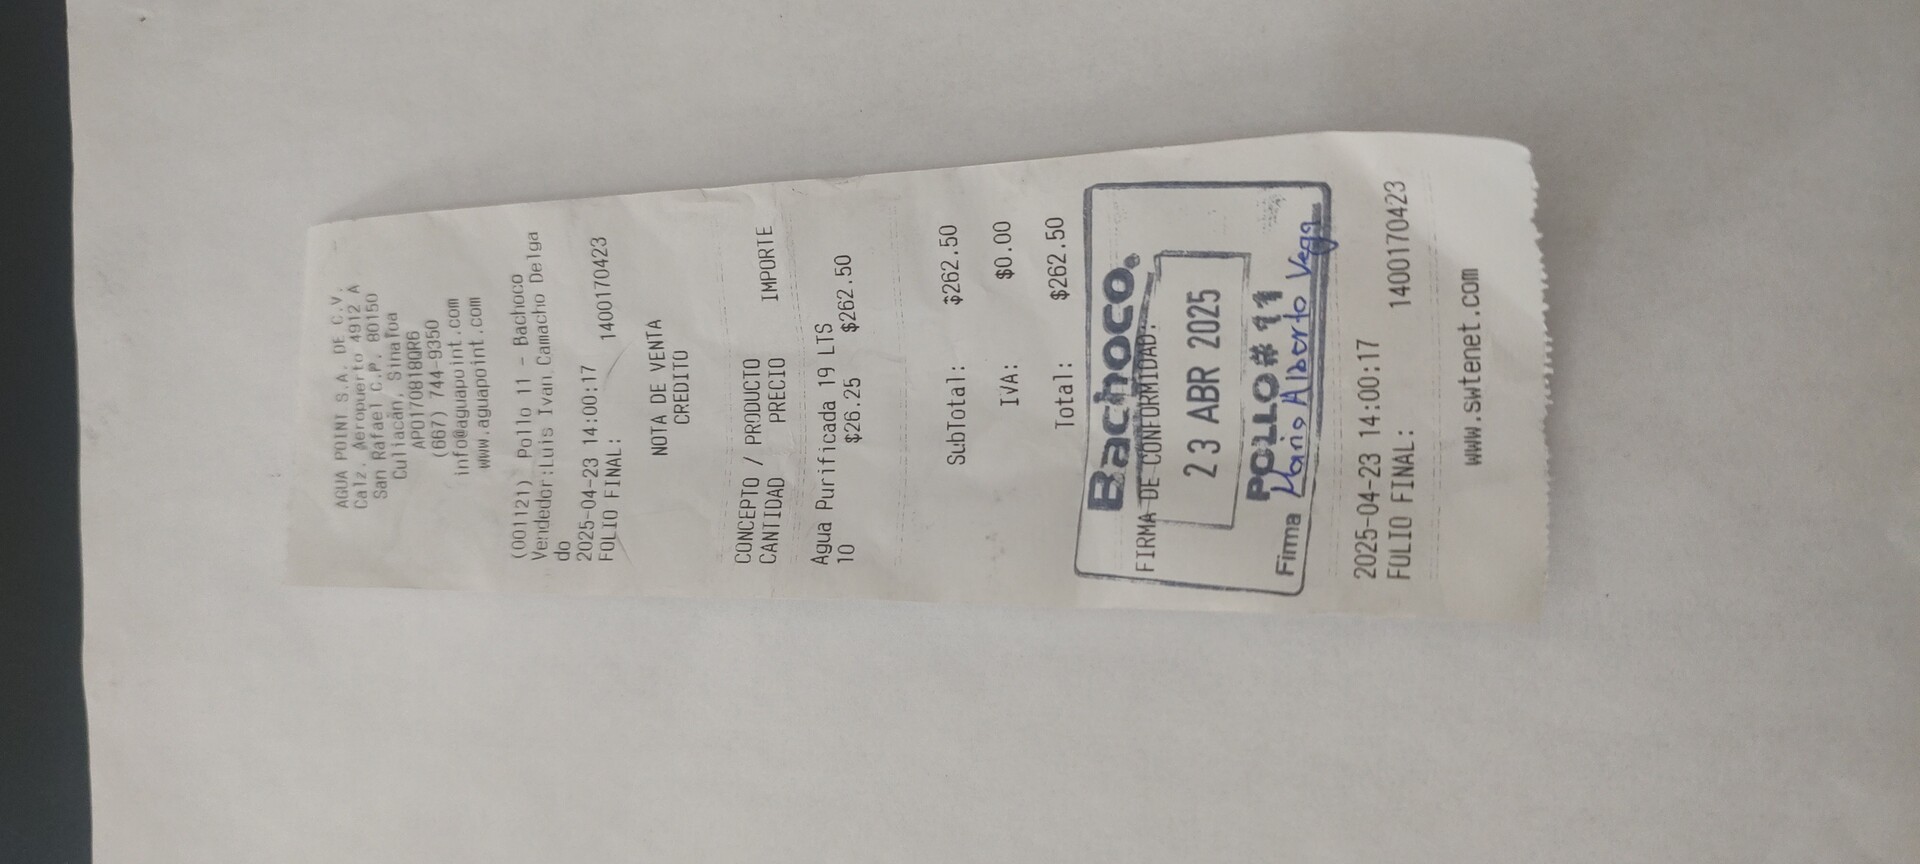 AGUA POINT S.A. DE C.V.
Calz. Aeropuerto 4912 A
San Rafael C.P. 80150
Culiacán, Sinaloa
APO170818QR6
(667) 744-9350
info@aguapoint.com
www.aguapoint.com
(001121) Pollo 11 - Bachoco
Vendedor:Luis Ivan Camacho Delga
do
2025-04-23 14:00:17
FOLIO FINAL: 1400170423
NOTA DE VENTA
CREDITO
CONCEPTO / PRODUCTO
CANTIDAD PRECIO IMPORTE
Agua Purificada 19 LTS
10 $26.25 $262.50
SubTotal: $262.50
IVA: $0.00
Total: $262.50
Bachoco®
FIRMA DE CONFORMIDAD:
23 ABR 2025
POLLO # 11
Firma Alberto Vega
2025-04-23 14:00:17
FOLIO FINAL: 1400170423
www.swtenet.com